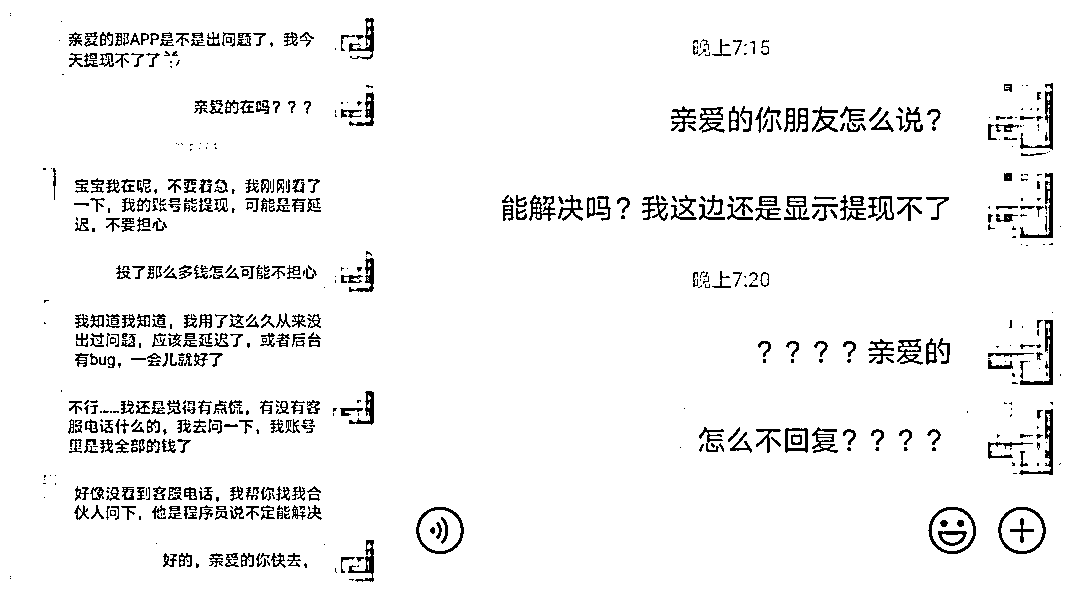 亲爱的那APP是不是出问题了，我今
天提现不了了
亲爱的在吗？？？
宝宝我在呢，不要着急，我刚刚看了
一下，我的账号能提现，可能是有延
迟，不要担心
投了那么多钱怎么可能不担心
我知道我知道，我用了这么久从来没
出过问题，应该是延迟了，或者后台
有bug，一会儿就好了
不行......我还是觉得有点慌，有没有客
服电话什么的，我去问一下，我账号
里是我全部的钱了
好像没看到客服电话，我帮你找我合
伙人问下，他是程序员说不定能解决
好的，亲爱的你快去，
晚上7:15
亲爱的你朋友怎么说？
能解决吗？我这边还是显示提现不了
晚上7:20
？？？？亲爱的
怎么不回复？？？？